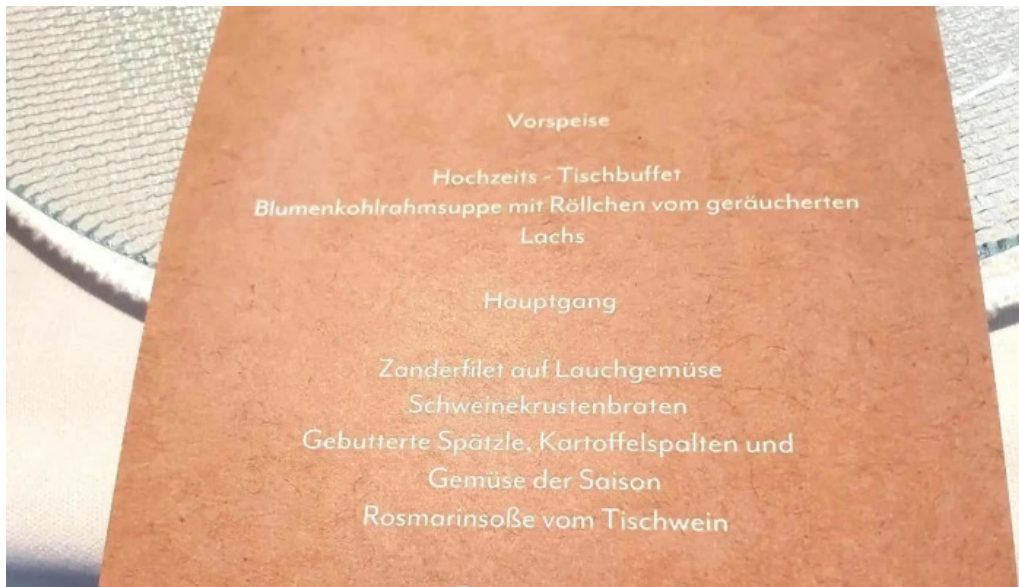 Vorspeise
Hochzeits - Tischbuffet
Blumenkohlrahmsuppe mit Röllchen vom geräucherten
Lachs
Hauptgang
Zanderfilet auf Lauchgemüse
Schweinekrustenbraten
Gebutterte Spätzle, Kartoffelspalten und
Gemüse der Saison
Rosmarinsoße vom Tischwein